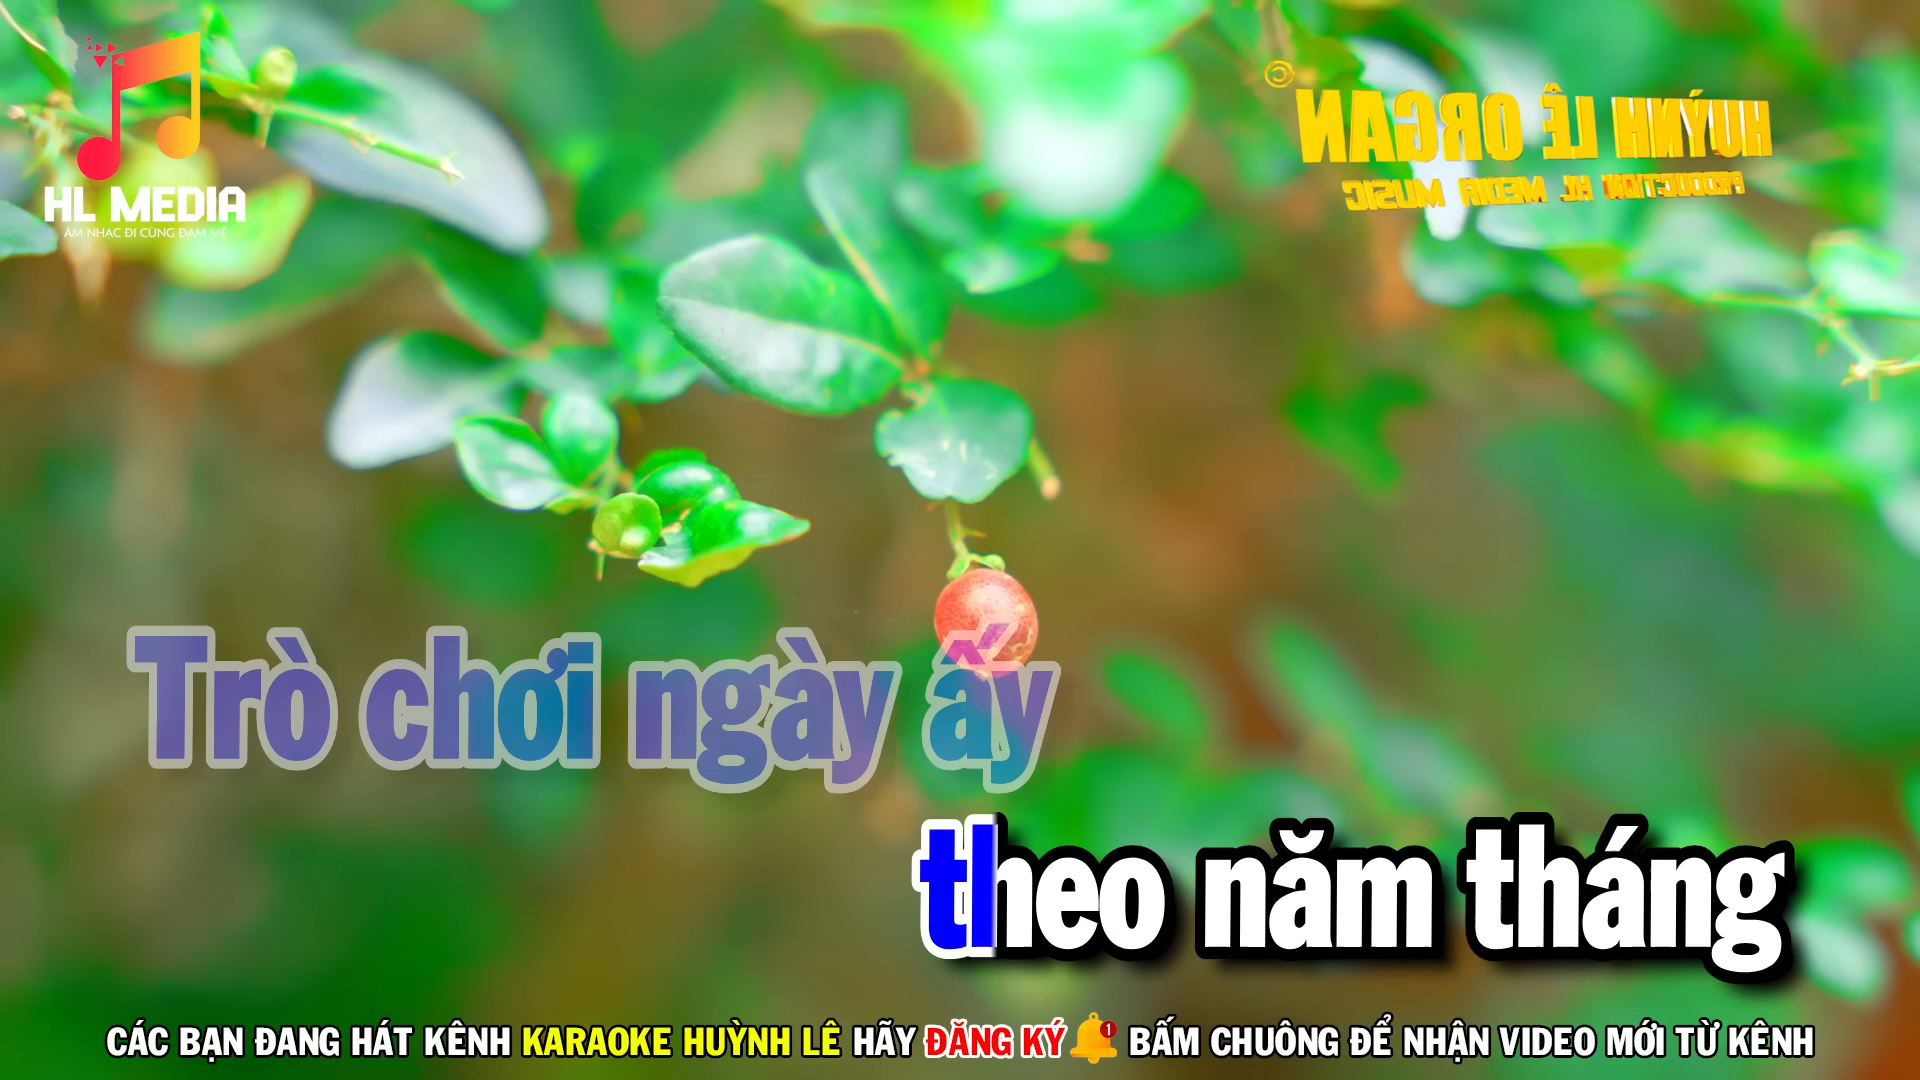 HL MEDIA
ÂM NHẠC ĐI CÙNG ĐAM MÊ
©
HUỲNH LÊ ORGAN
PRODUCTION HL MEDIA MUSIC
Trò chơi ngày ấy
theo năm tháng
CÁC BẠN ĐANG HÁT KÊNH KARAOKE HUỲNH LÊ HÃY ĐĂNG KÝ 1 BẤM CHUÔNG ĐỂ NHẬN VIDEO MỚI TỪ KÊNH